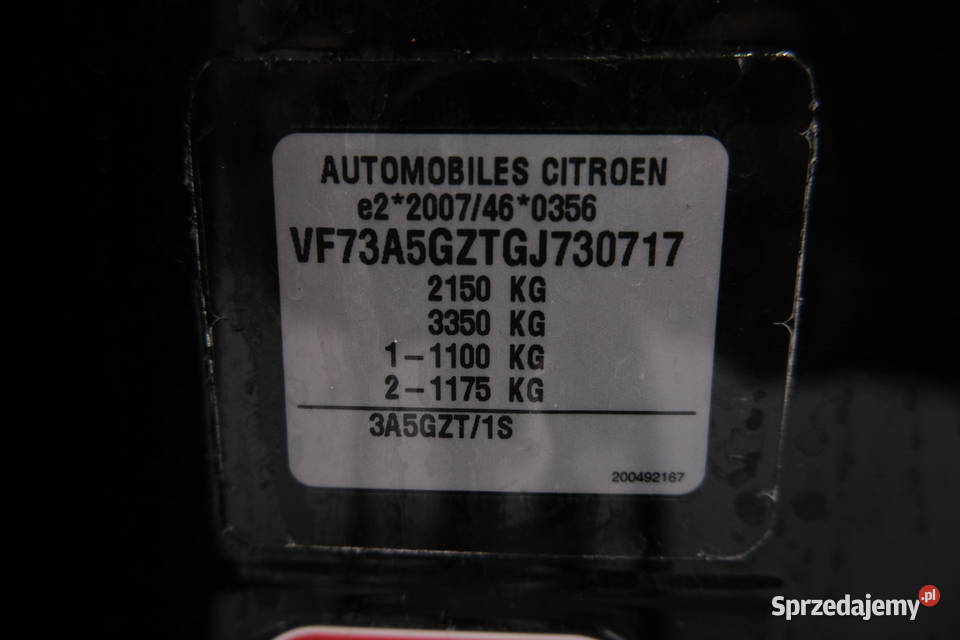 AUTOMOBILES CITROEN
e2*2007/46*0356
VF73A5GZTGJ730717
2150 KG
3350 KG
1-1100 KG
2-1175 KG
3A5GZT/1S
200492167
Sprzedajemy.pl